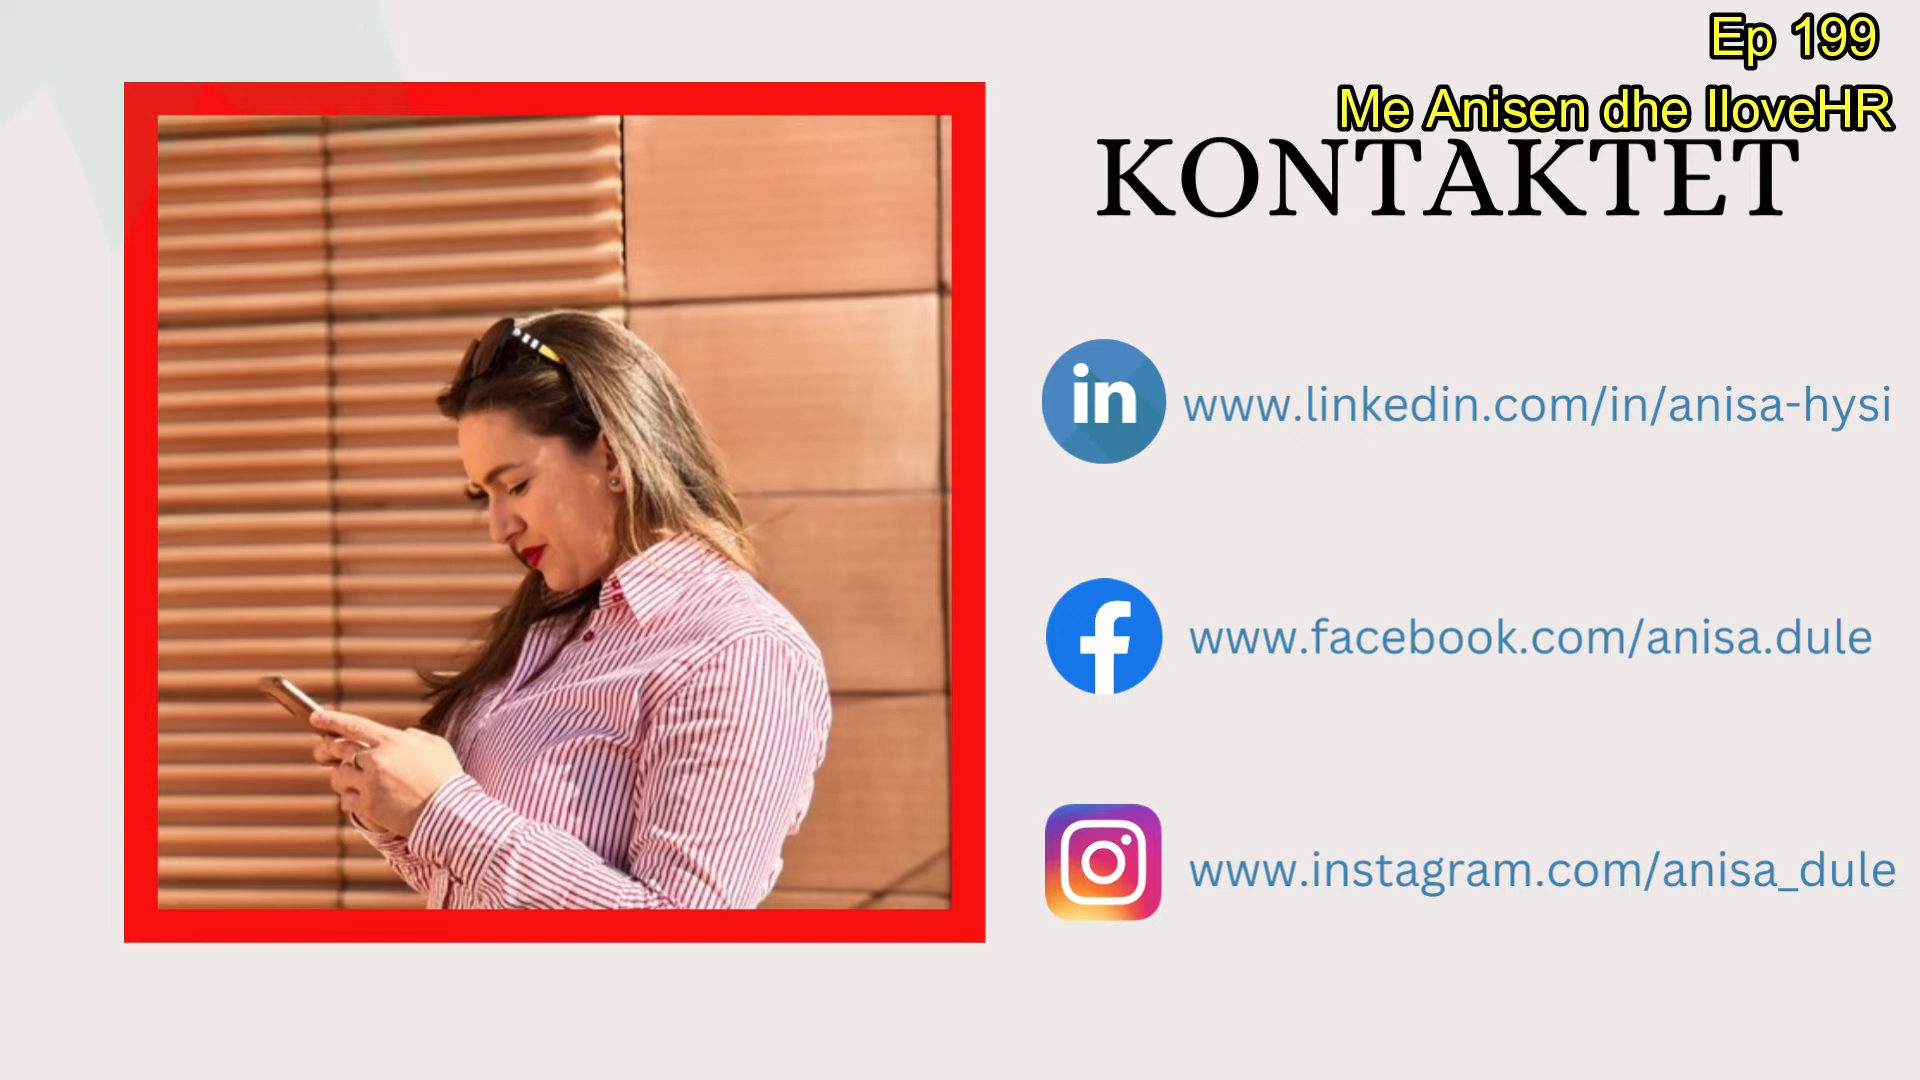 Ep 199
Me Anisen dhe IloveHR
KONTAKTET
in www.linkedin.com/in/anisa-hysi
f www.facebook.com/anisa.dule
www.instagram.com/anisa_dule